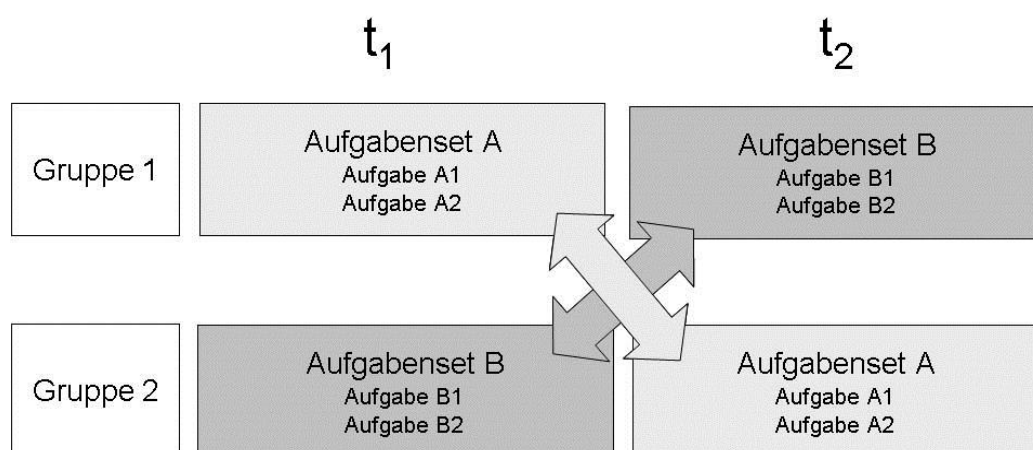 t₁
t₂
Gruppe 1
Aufgabenset A
Aufgabe A1
Aufgabe A2
Aufgabenset B
Aufgabe B1
Aufgabe B2
Gruppe 2
Aufgabenset B
Aufgabe B1
Aufgabe B2
Aufgabenset A
Aufgabe A1
Aufgabe A2